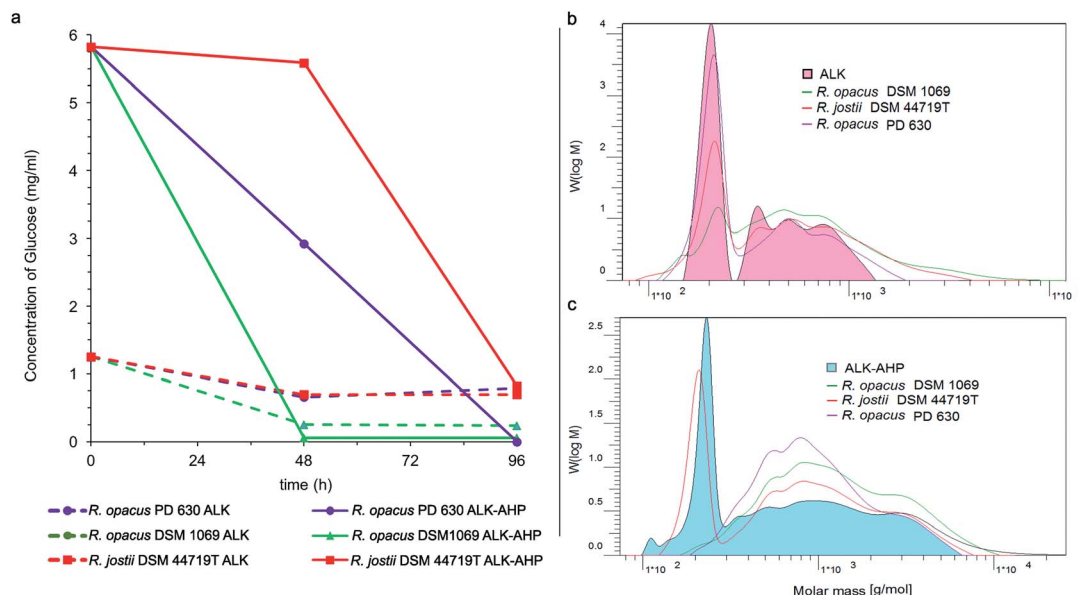 a
6
5
4
3
2
1
0
Concentration of Glucose (mg/ml)
0 24 48 72 96
time (h)
R. opacus PD 630 ALK
R. opacus DSM 1069 ALK
R. jostii DSM 44719T ALK
R. opacus PD 630 ALK-AHP
R. opacus DSM1069 ALK-AHP
R. jostii DSM 44719T ALK-AHP
b
4
3
2
1
0
W(log M)
ALK
R. opacus DSM 1069
R. jostii DSM 44719T
R. opacus PD 630
1*10 2 1*10 3 1*10
c
2.5
2.0
1.5
1.0
0.5
0.0
W(log M)
ALK-AHP
R. opacus DSM 1069
R. jostii DSM 44719T
R. opacus PD 630
1*10 2 1*10 3 1*10 4
Molar mass [g/mol]